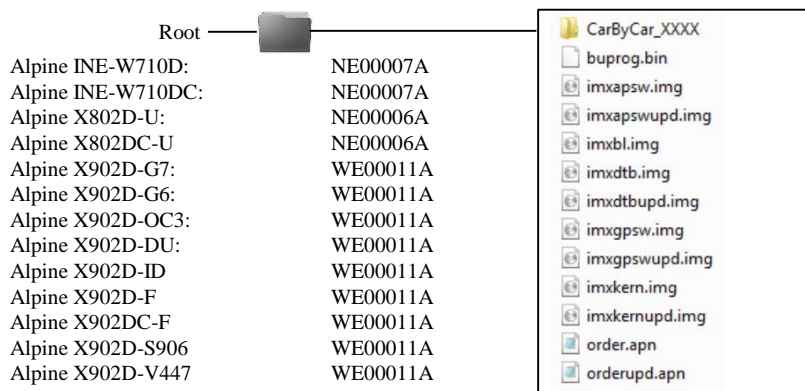 Root
Alpine INE-W710D: NE00007A
Alpine INE-W710DC: NE00007A
Alpine X802D-U: NE00006A
Alpine X802DC-U NE00006A
Alpine X902D-G7: WE00011A
Alpine X902D-G6: WE00011A
Alpine X902D-OC3: WE00011A
Alpine X902D-DU: WE00011A
Alpine X902D-ID WE00011A
Alpine X902D-F WE00011A
Alpine X902DC-F WE00011A
Alpine X902D-S906 WE00011A
Alpine X902D-V447 WE00011A
CarByCar_XXXX
buprog.bin
imxapsw.img
imxapswupd.img
imxbl.img
imxdtb.img
imxdtbupd.img
imxgpsw.img
imxgpswupd.img
imxkern.img
imxkernupd.img
order.apn
orderupd.apn